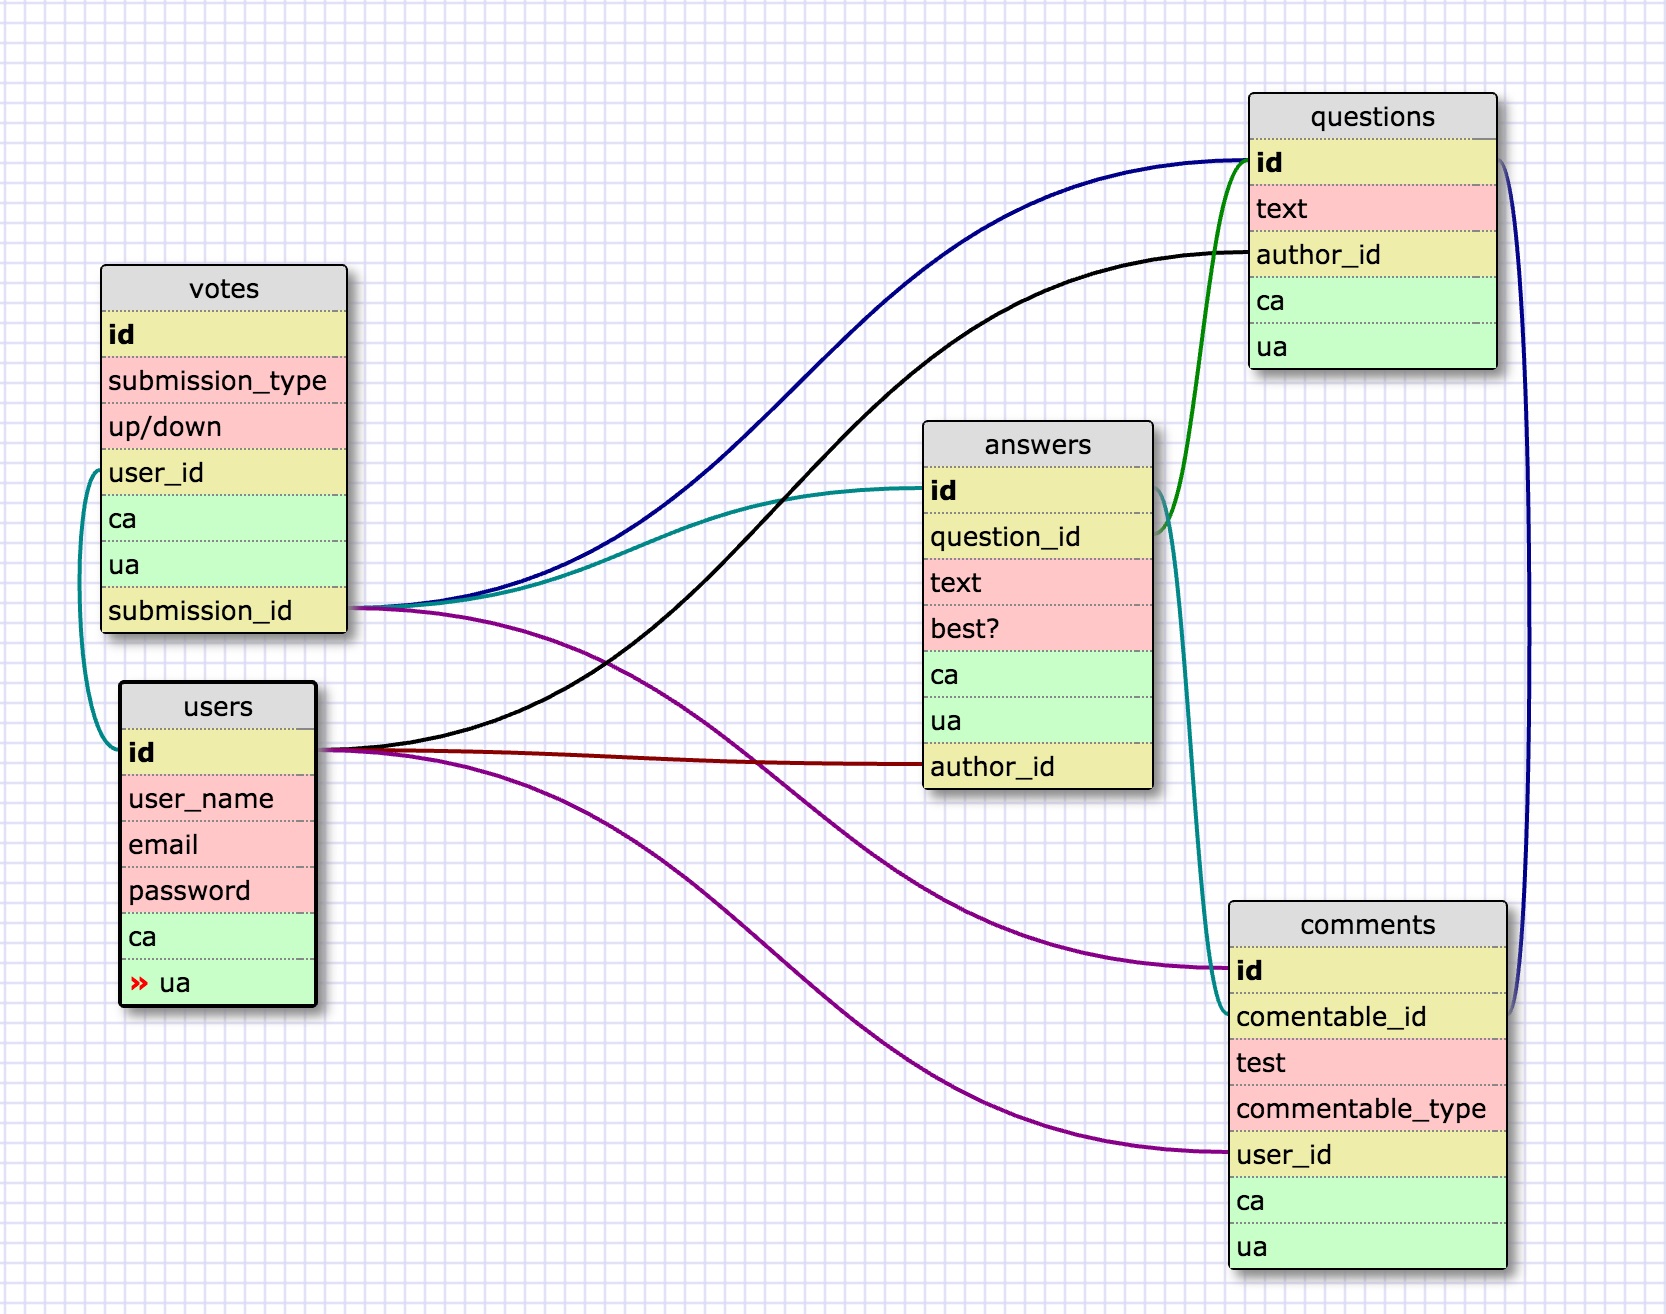 questions
id
text
author_id
ca
ua
votes
id
submission_type
up/down
user_id
ca
ua
submission_id
answers
id
question_id
text
best?
ca
ua
author_id
users
id
user_name
email
password
ca
» ua
comments
id
comentable_id
test
commentable_type
user_id
ca
ua